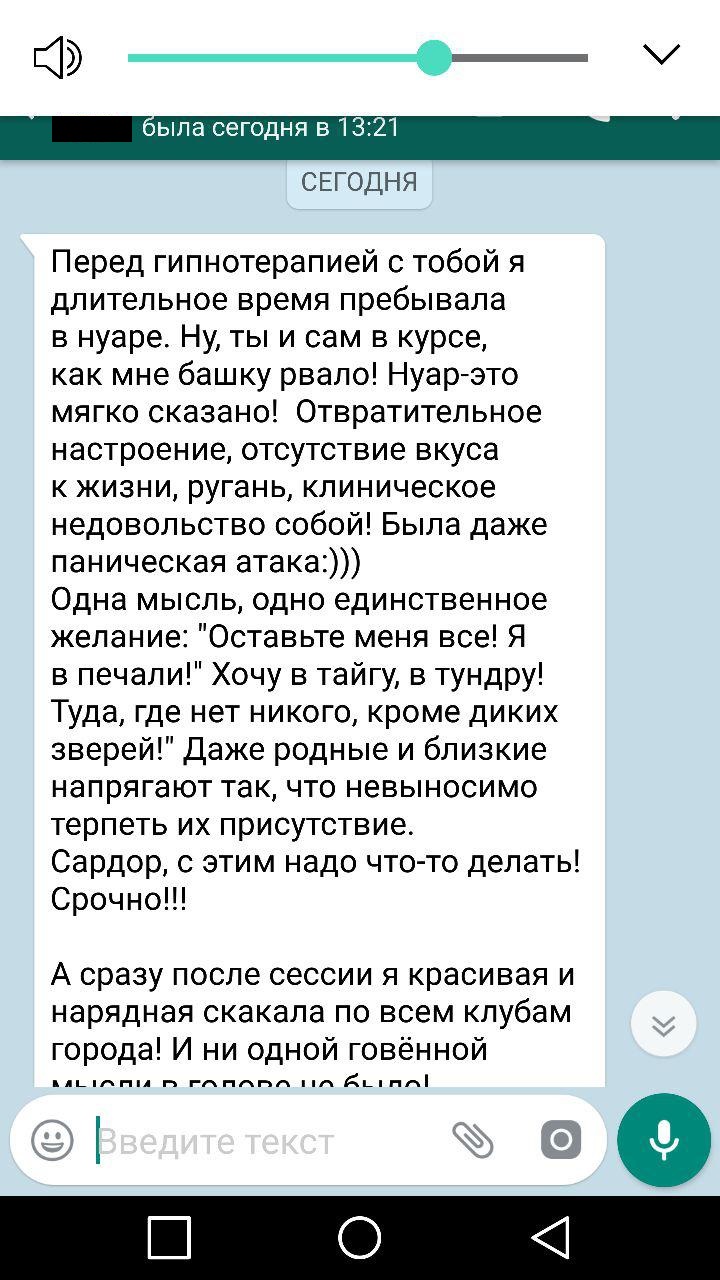 была сегодня в 13:21
СЕГОДНЯ
Перед гипнотерапией с тобой я
длительное время пребывала
в нуаре. Ну, ты и сам в курсе,
как мне башку рвало! Нуар-это
мягко сказано!  Отвратительное
настроение, отсутствие вкуса
к жизни, ругань, клиническое
недовольство собой! Была даже
паническая атака:)))
Одна мысль, одно единственное
желание: "Оставьте меня все! Я
в печали!" Хочу в тайгу, в тундру!
Туда, где нет никого, кроме диких
зверей!" Даже родные и близкие
напрягают так, что невыносимо
терпеть их присутствие.
Сардор, с этим надо что-то делать!
Срочно!!!
А сразу после сессии я красивая и
нарядная скакала по всем клубам
города! И ни одной говённой
мысли в голове не было!
Введите текст